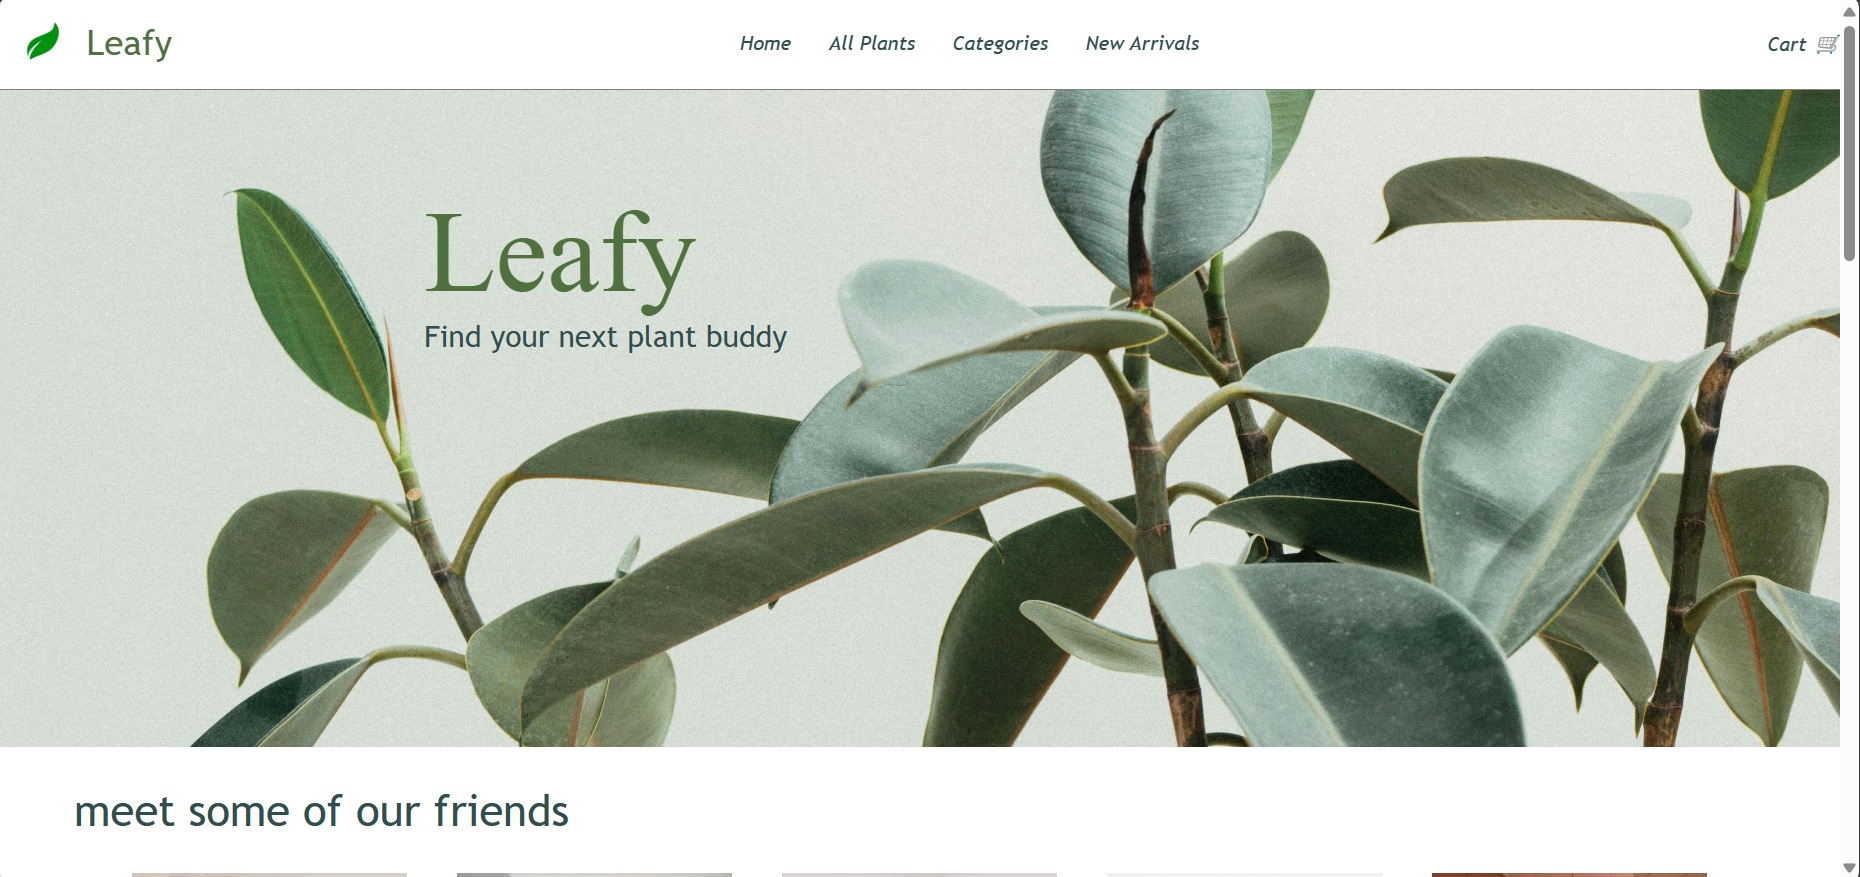 Leafy
Home All Plants Categories New Arrivals
Cart
Leafy
Find your next plant buddy
meet some of our friends